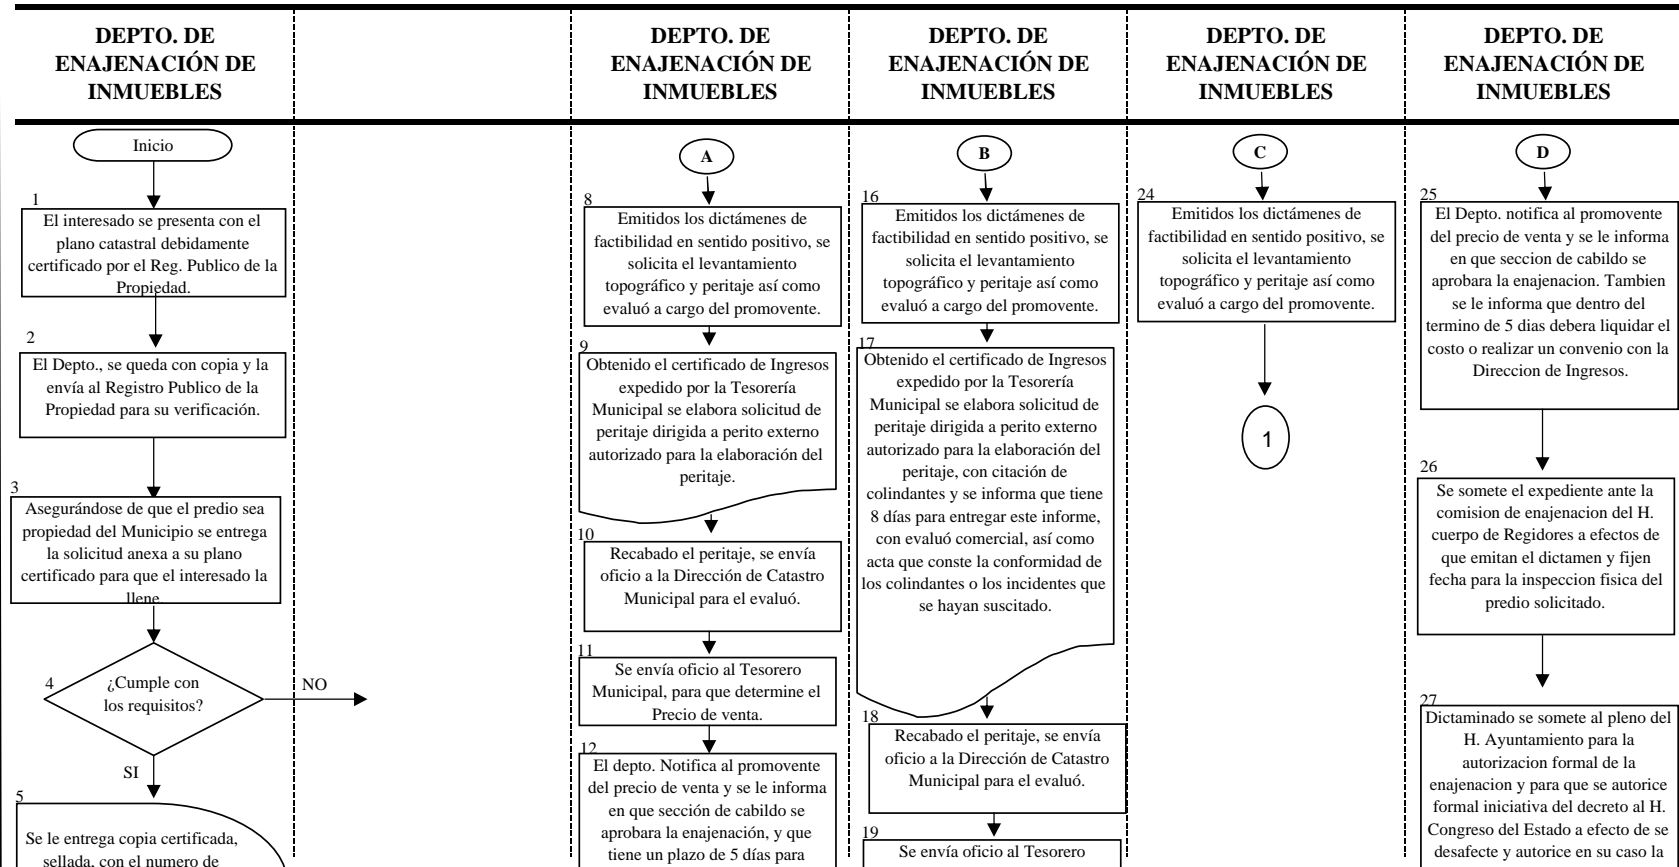 DEPTO. DE
ENAJENACIÓN DE
INMUEBLES
DEPTO. DE
ENAJENACIÓN DE
INMUEBLES
DEPTO. DE
ENAJENACIÓN DE
INMUEBLES
DEPTO. DE
ENAJENACIÓN DE
INMUEBLES
DEPTO. DE
ENAJENACIÓN DE
INMUEBLES
Inicio
1
El interesado se presenta con el
plano catastral debidamente
certificado por el Reg. Publico de la
Propiedad.
2
El Depto., se queda con copia y la
envía al Registro Publico de la
Propiedad para su verificación.
3
Asegurándose de que el predio sea
propiedad del Municipio se entrega
la solicitud anexa a su plano
certificado para que el interesado la
llene.
4
¿Cumple con
los requisitos?
NO
SI
5
Se le entrega copia certificada,
sellada, con el numero de
A
8
Emitidos los dictámenes de
factibilidad en sentido positivo, se
solicita el levantamiento
topográfico y peritaje así como
evaluó a cargo del promovente.
9
Obtenido el certificado de Ingresos
expedido por la Tesorería
Municipal se elabora solicitud de
peritaje dirigida a perito externo
autorizado para la elaboración del
peritaje.
10
Recabado el peritaje, se envía
oficio a la Dirección de Catastro
Municipal para el evaluó.
11
Se envía oficio al Tesorero
Municipal, para que determine el
Precio de venta.
12
El depto. Notifica al promovente
del precio de venta y se le informa
en que sección de cabildo se
aprobara la enajenación, y que
tiene un plazo de 5 días para
B
16
Emitidos los dictámenes de
factibilidad en sentido positivo, se
solicita el levantamiento
topográfico y peritaje así como
evaluó a cargo del promovente.
17
Obtenido el certificado de Ingresos
expedido por la Tesorería
Municipal se elabora solicitud de
peritaje dirigida a perito externo
autorizado para la elaboración del
peritaje, con citación de
colindantes y se informa que tiene
8 días para entregar este informe,
con evaluó comercial, así como
acta que conste la conformidad de
los colindantes o los incidentes que
se hayan suscitado.
18
Recabado el peritaje, se envía
oficio a la Dirección de Catastro
Municipal para el evaluó.
19
Se envía oficio al Tesorero
C
24
Emitidos los dictámenes de
factibilidad en sentido positivo, se
solicita el levantamiento
topográfico y peritaje así como
evaluó a cargo del promovente.
1
D
25
El Depto. notifica al promovente
del precio de venta y se le informa
en que seccion de cabildo se
aprobara la enajenacion. Tambien
se le informa que dentro del
termino de 5 dias debera liquidar el
costo o realizar un convenio con la
Direccion de Ingresos.
26
Se somete el expediente ante la
comision de enajenacion del H.
cuerpo de Regidores a efectos de
que emitan el dictamen y fijen
fecha para la inspeccion fisica del
predio solicitado.
27
Dictaminado se somete al pleno del
H. Ayuntamiento para la
autorizacion formal de la
enajenacion y para que se autorice
formal iniciativa del decreto al H.
Congreso del Estado a efecto de se
desafecte y autorice en su caso la